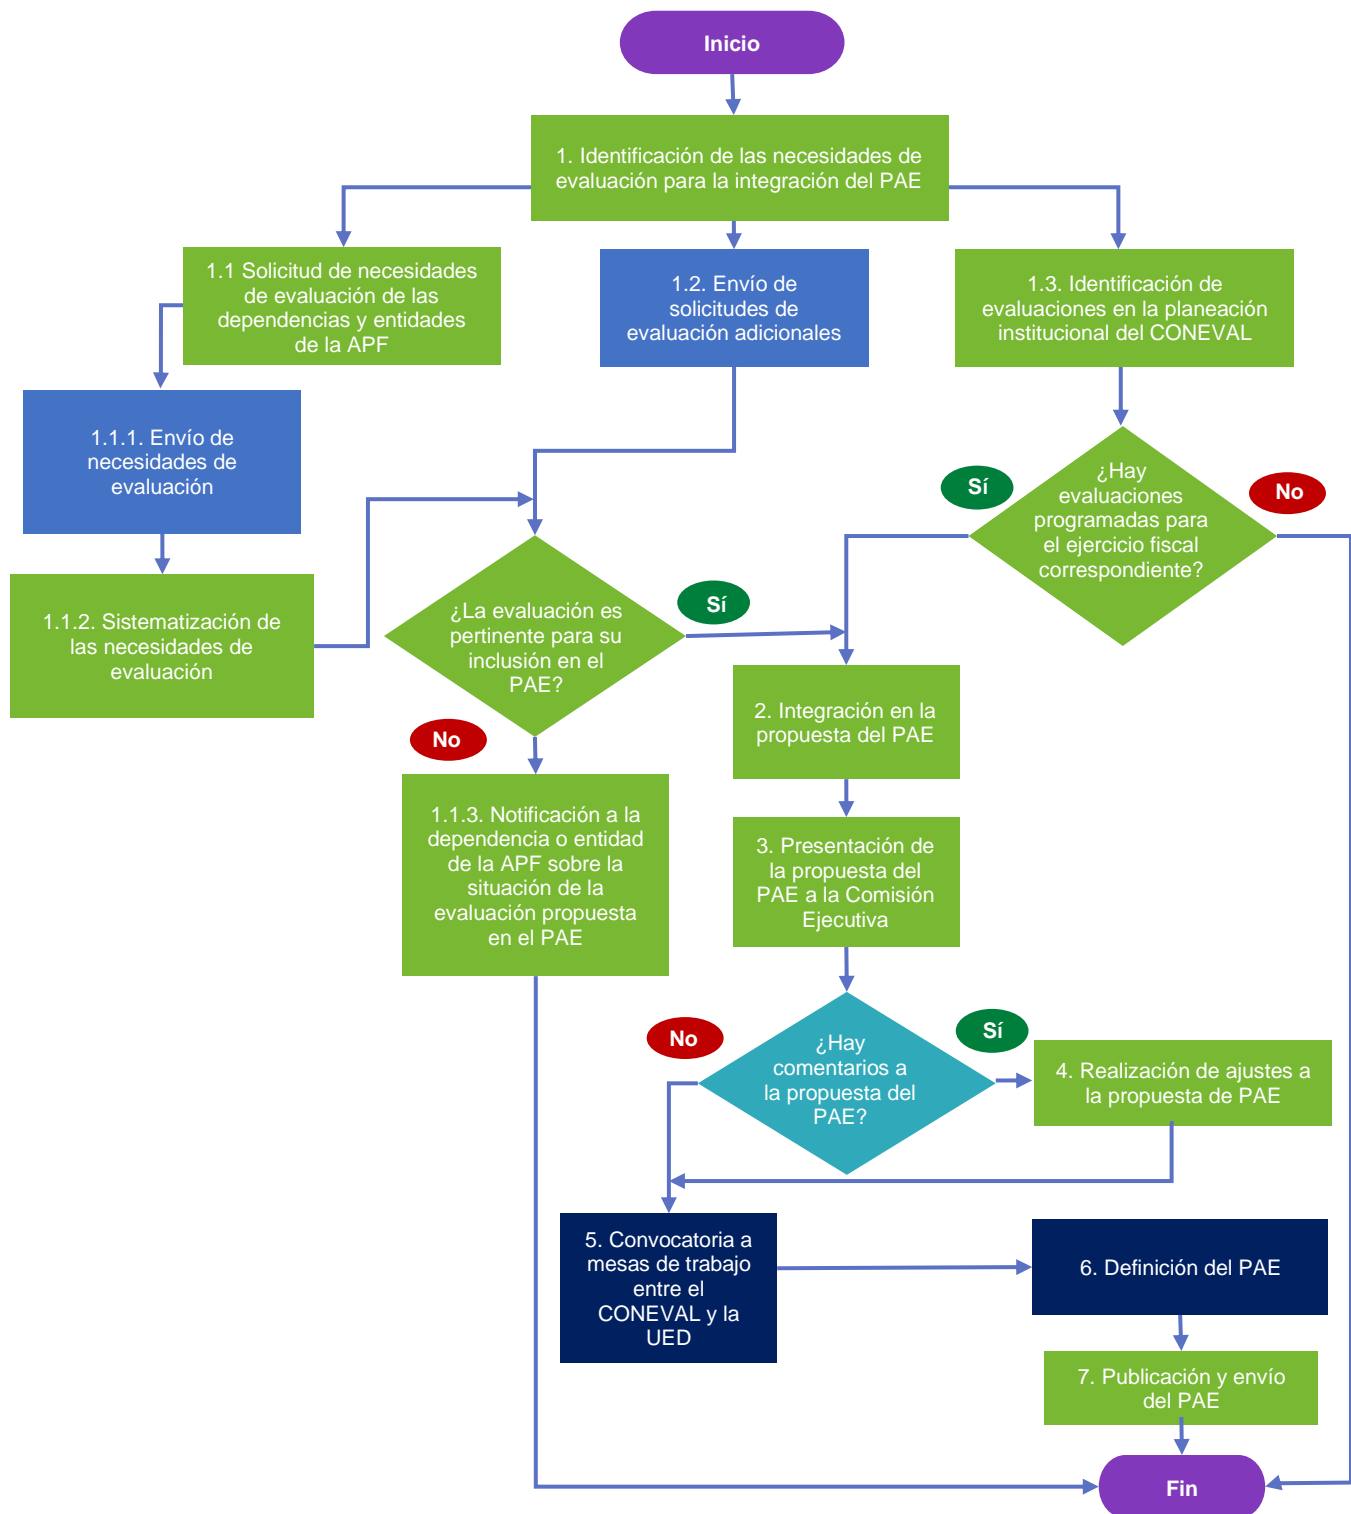 Inicio
1. Identificación de las necesidades de
evaluación para la integración del PAE
1.1 Solicitud de necesidades
de evaluación de las
dependencias y entidades
de la APF
1.2. Envío de
solicitudes de
evaluación adicionales
1.3. Identificación de
evaluaciones en la planeación
institucional del CONEVAL
1.1.1. Envío de
necesidades de
evaluación
¿Hay
evaluaciones
programadas para
el ejercicio fiscal
correspondiente?
Sí
No
1.1.2. Sistematización de
las necesidades de
evaluación
¿La evaluación es
pertinente para su
inclusión en el
PAE?
Sí
No
2. Integración en la
propuesta del PAE
1.1.3. Notificación a la
dependencia o entidad
de la APF sobre la
situación de la
evaluación propuesta
en el PAE
3. Presentación de
la propuesta del
PAE a la Comisión
Ejecutiva
¿Hay
comentarios a
la propuesta del
PAE?
No
Sí
4. Realización de ajustes a
la propuesta de PAE
5. Convocatoria a
mesas de trabajo
entre el
CONEVAL y la
UED
6. Definición del PAE
7. Publicación y envío
del PAE
Fin